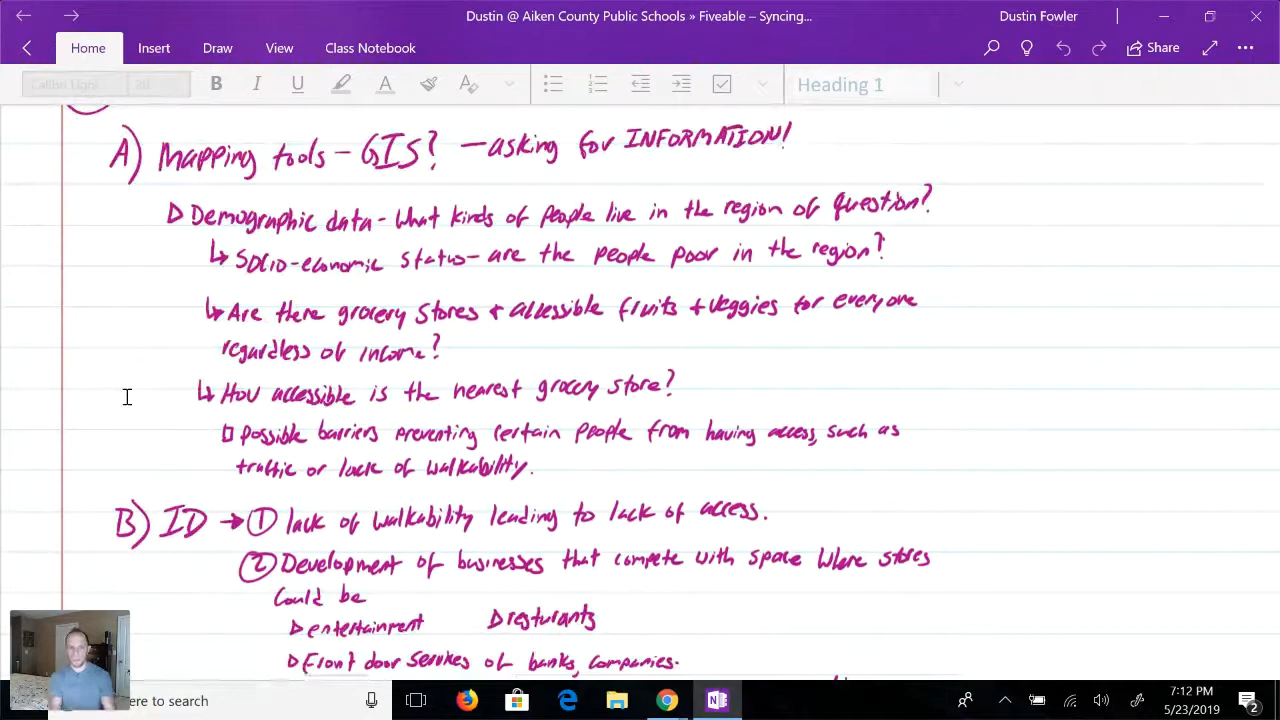 Dustin @ Aiken County Public Schools » Fiveable – Syncing...
Dustin Fowler
Home Insert Draw View Class Notebook
Share
Calibri Light 20
B I U A
Heading 1
A) Mapping tools - GIS? - asking for INFORMATION!
Demographic data - what kinds of people live in the region of question?
↳ Socio-economic status - are the people poor in the region?
↳ Are there grocery stores + accessible fruits + veggies for everyone
regardless of income?
↳ How accessible is the nearest grocery store?
possible barriers preventing certain people from having access, such as
traffic or lack of walkability.
B) ID → ① lack of walkability leading to lack of access.
② Development of businesses that compete with space where stores
could be
entertainment resturants
Front door services of banks, companies.
ere to search
7:12 PM
5/23/2019
2